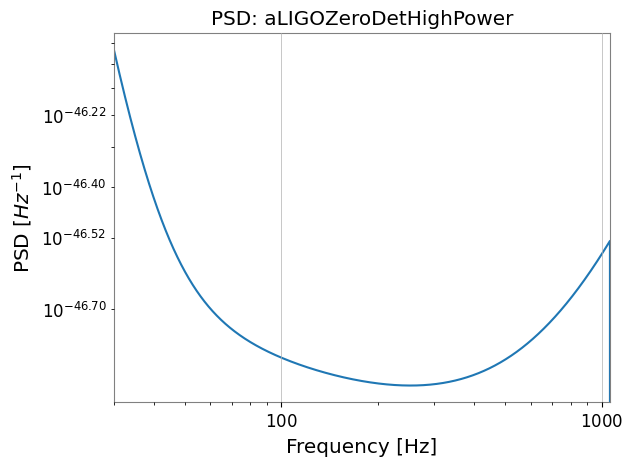 PSD: aLIGOZeroDetHighPower
PSD [$Hz^{-1}$]
$10^{-46.22}$
$10^{-46.40}$
$10^{-46.52}$
$10^{-46.70}$
100 1000
Frequency [Hz]